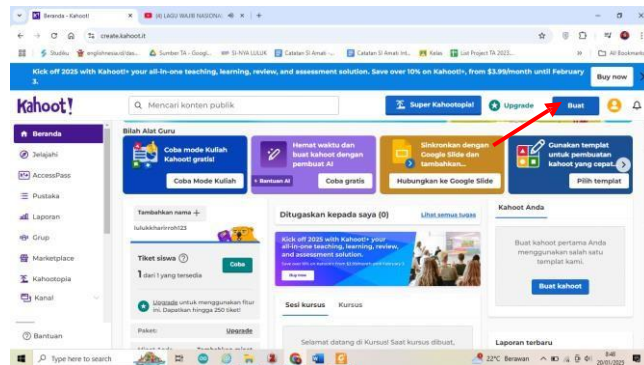 Beranda - Kahoot!
(4) LAGU WAJIB NASIONAL
create.kahoot.it
Studiku
Sumber TA - Googl...
SI-NYA LULUK
Catatan Si Amat -...
Catatan Si Amat Int...
Kelas
List Project TA 2023...
All Bookmarks
Kick off 2025 with Kahoot!+ your all-in-one teaching, learning, review, and assessment solution. Save over 10% on Kahoot!+, from $3.99/month until February 3.
Buy now
Kahoot!
Mencari konten publik
Super Kahootopia!
Upgrade
Buat
Beranda
Jelajahi
AccessPass
Pustaka
Laporan
Grup
Marketplace
Kahootopia
Kanal
Bantuan
Bilah Alat Guru
Coba mode Kuliah Kahoot! gratis!
Coba Mode Kuliah
Hemat waktu dan buat kahoot dengan pembuat AI
+ Bantuan AI
Coba gratis
Sinkronkan dengan Google Slide dan tambahkan...
Hubungkan ke Google Slide
Gunakan templat untuk pembuatan kahoot yang cepat...
Pilih templat
Tambahkan nama +
Tiket siswa
1 dari 1 yang tersedia
Coba
Upgrade untuk menggunakan fitur ini. Dapatkan hingga 250 tiket!
Paket:
Upgrade
Ditugaskan kepada saya (0)
Lihat semua tugas
Kick off 2025 with Kahoot!+ your all-in-one teaching, learning, review, and assessment solution.
Buy now
Sesi kursus
Kursus
Selamat datang di Kursus! Saat kursus dibuat,
Kahoot Anda
Buat kahoot pertama Anda menggunakan salah satu templat kami.
Buat kahoot
Laporan terbaru
Type here to search
22°C Berawan
8:48
20/01/2025